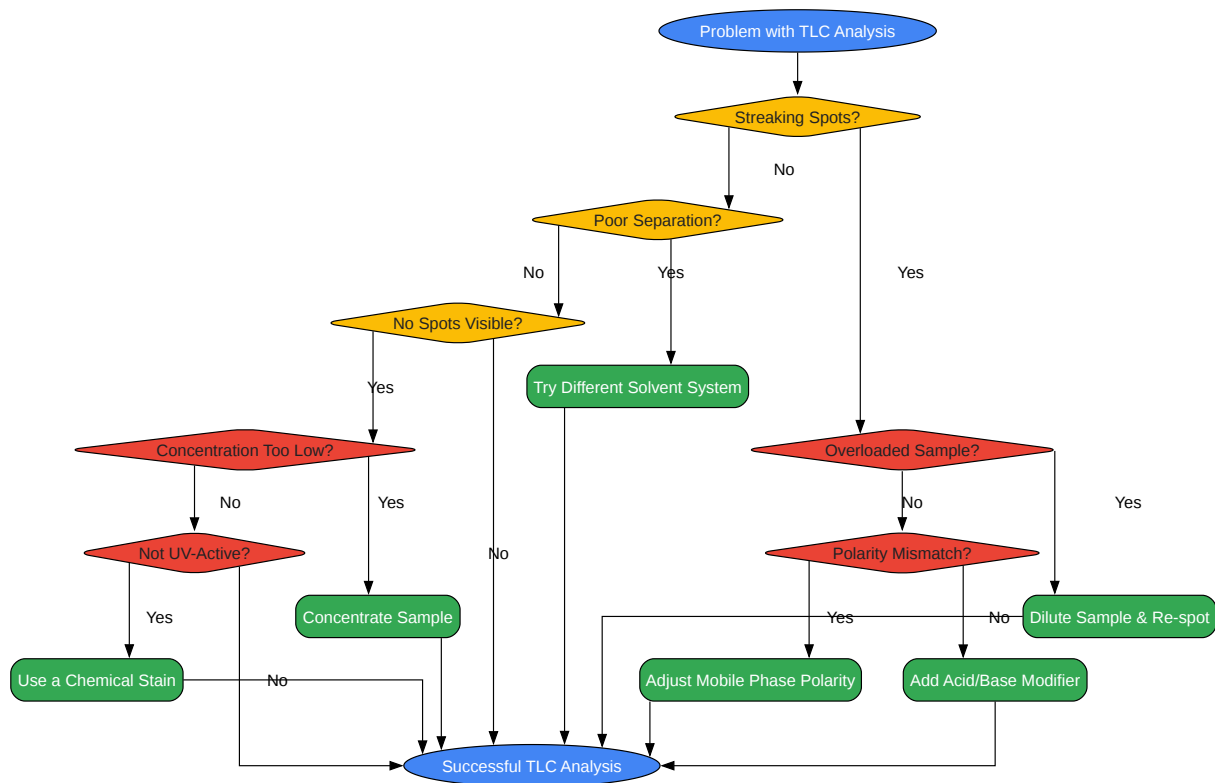 Problem with TLC Analysis
Streaking Spots?
No
Poor Separation?
No
Yes
Yes
No Spots Visible?
Yes
Try Different Solvent System
Concentration Too Low?
Overloaded Sample?
No
Yes
No
Yes
Not UV-Active?
No
Polarity Mismatch?
Yes
Concentrate Sample
Yes
No
Dilute Sample & Re-spot
Use a Chemical Stain
No
Adjust Mobile Phase Polarity
Add Acid/Base Modifier
Successful TLC Analysis